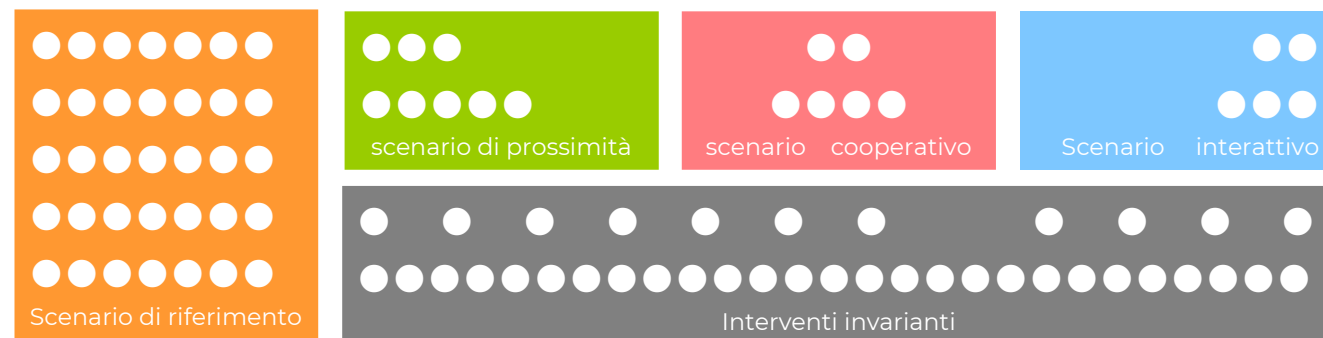 scenario di prossimità
scenario cooperativo
Scenario interattivo
Scenario di riferimento
Interventi invarianti